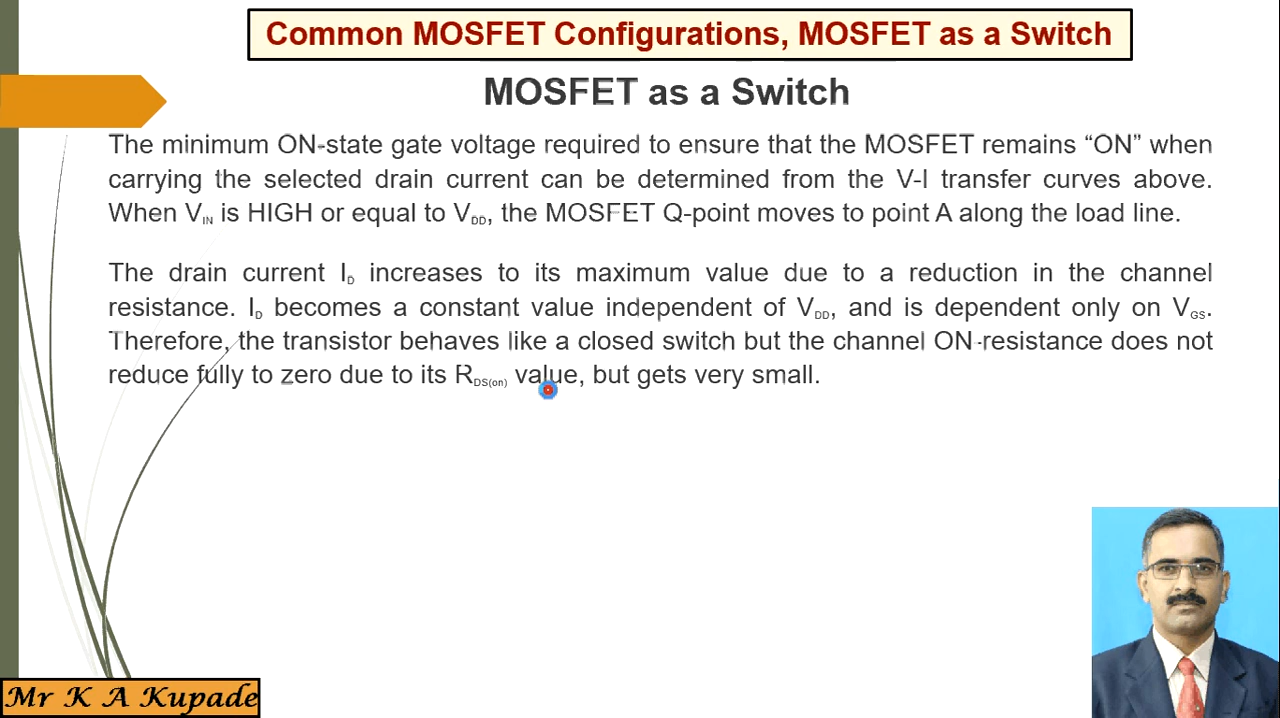 Common MOSFET Configurations, MOSFET as a Switch
MOSFET as a Switch
The minimum ON-state gate voltage required to ensure that the MOSFET remains “ON” when
carrying the selected drain current can be determined from the V-I transfer curves above.
When VIN is HIGH or equal to VDD, the MOSFET Q-point moves to point A along the load line.
The drain current ID increases to its maximum value due to a reduction in the channel
resistance. ID becomes a constant value independent of VDD, and is dependent only on VGS.
Therefore, the transistor behaves like a closed switch but the channel ON-resistance does not
reduce fully to zero due to its RDS(on) value, but gets very small.
Mr K A Kupade